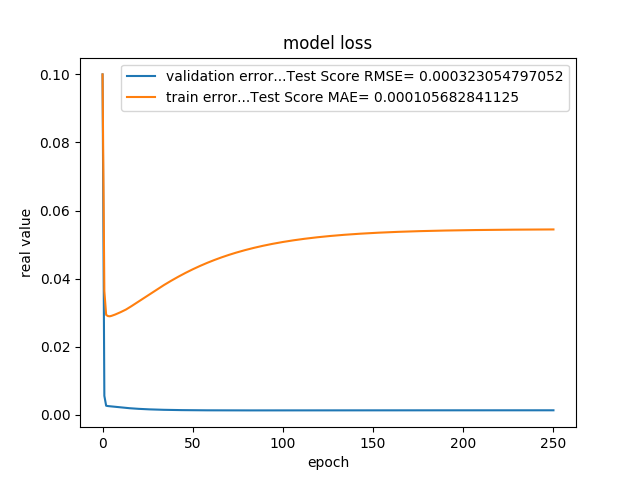 model loss
validation error...Test Score RMSE= 0.000323054797052
train error...Test Score MAE= 0.000105682841125
real value
0.10
0.08
0.06
0.04
0.02
0.00
0 50 100 150 200 250
epoch